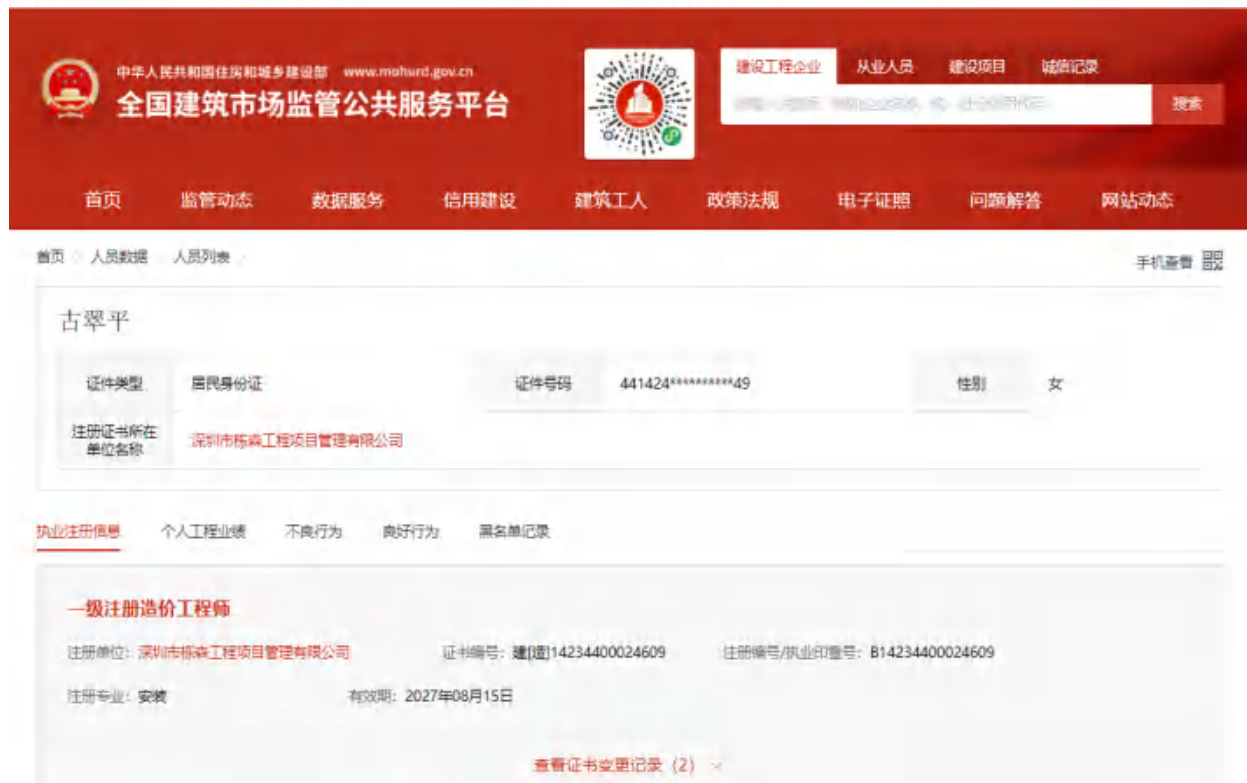 中华人民共和国住房和城乡建设部 www.mohurd.gov.cn
全国建筑市场监管公共服务平台
建设工程企业 从业人员 建设项目 诚信记录
搜索
首页 监管动态 数据服务 信用建设 建筑工人 政策法规 电子证照 问题解答 网站动态
首页 人员数据 人员列表
手机查看
古翠平
证件类型 居民身份证 证件号码 441424**********49 性别 女
注册证书所在
单位名称
深圳市栋森工程项目管理有限公司
执业注册信息 个人工程业绩 不良行为 良好行为 黑名单记录
一级注册造价工程师
注册单位：深圳市栋森工程项目管理有限公司 证书编号：建[造]14234400024609 注册编号/执业印章号：B14234400024609
注册专业：安装 有效期：2027年08月15日
查看证书变更记录（2）